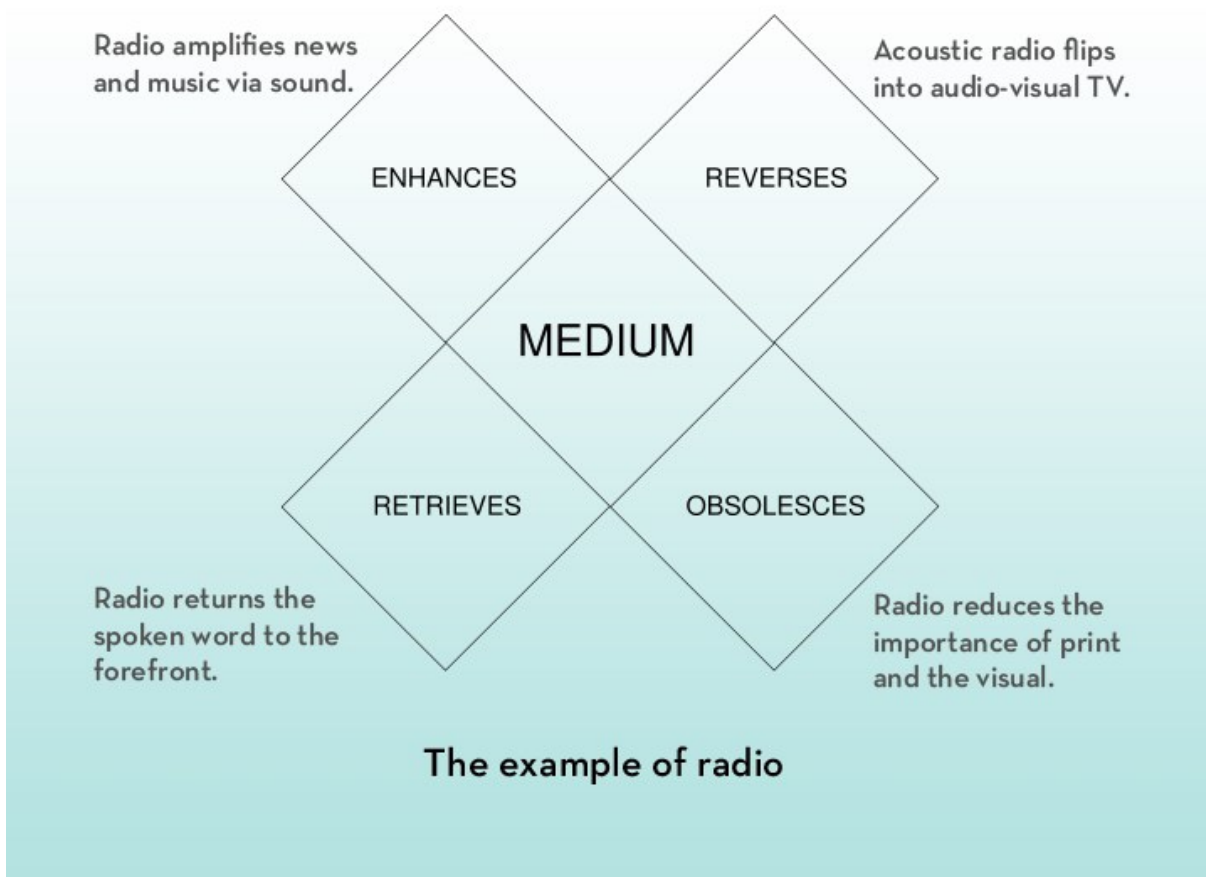 Radio amplifies news
and music via sound.
Acoustic radio flips
into audio-visual TV.
ENHANCES
REVERSES
MEDIUM
RETRIEVES
OBSOLESCES
Radio returns the
spoken word to the
forefront.
Radio reduces the
importance of print
and the visual.
The example of radio